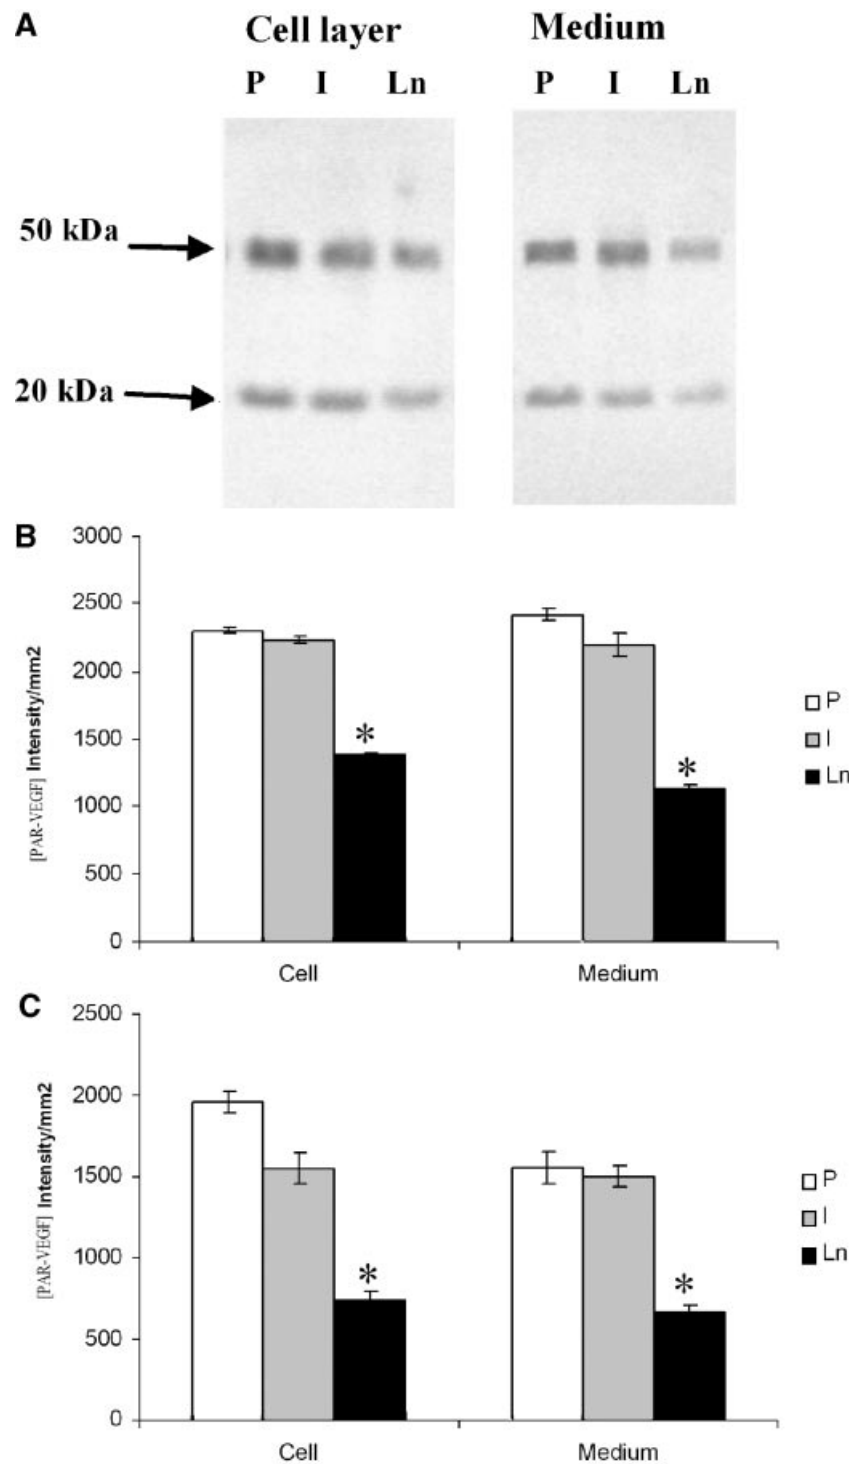 A
Cell layer
Medium
P I Ln
P I Ln
50 kDa
20 kDa
B
3000
2500
2000
1500
1000
500
0
[PAR-VEGF] Intensity/mm2
*
*
P
I
Ln
Cell
Medium
C
2500
2000
1500
1000
500
0
[PAR-VEGF] Intensity/mm2
*
*
P
I
Ln
Cell
Medium